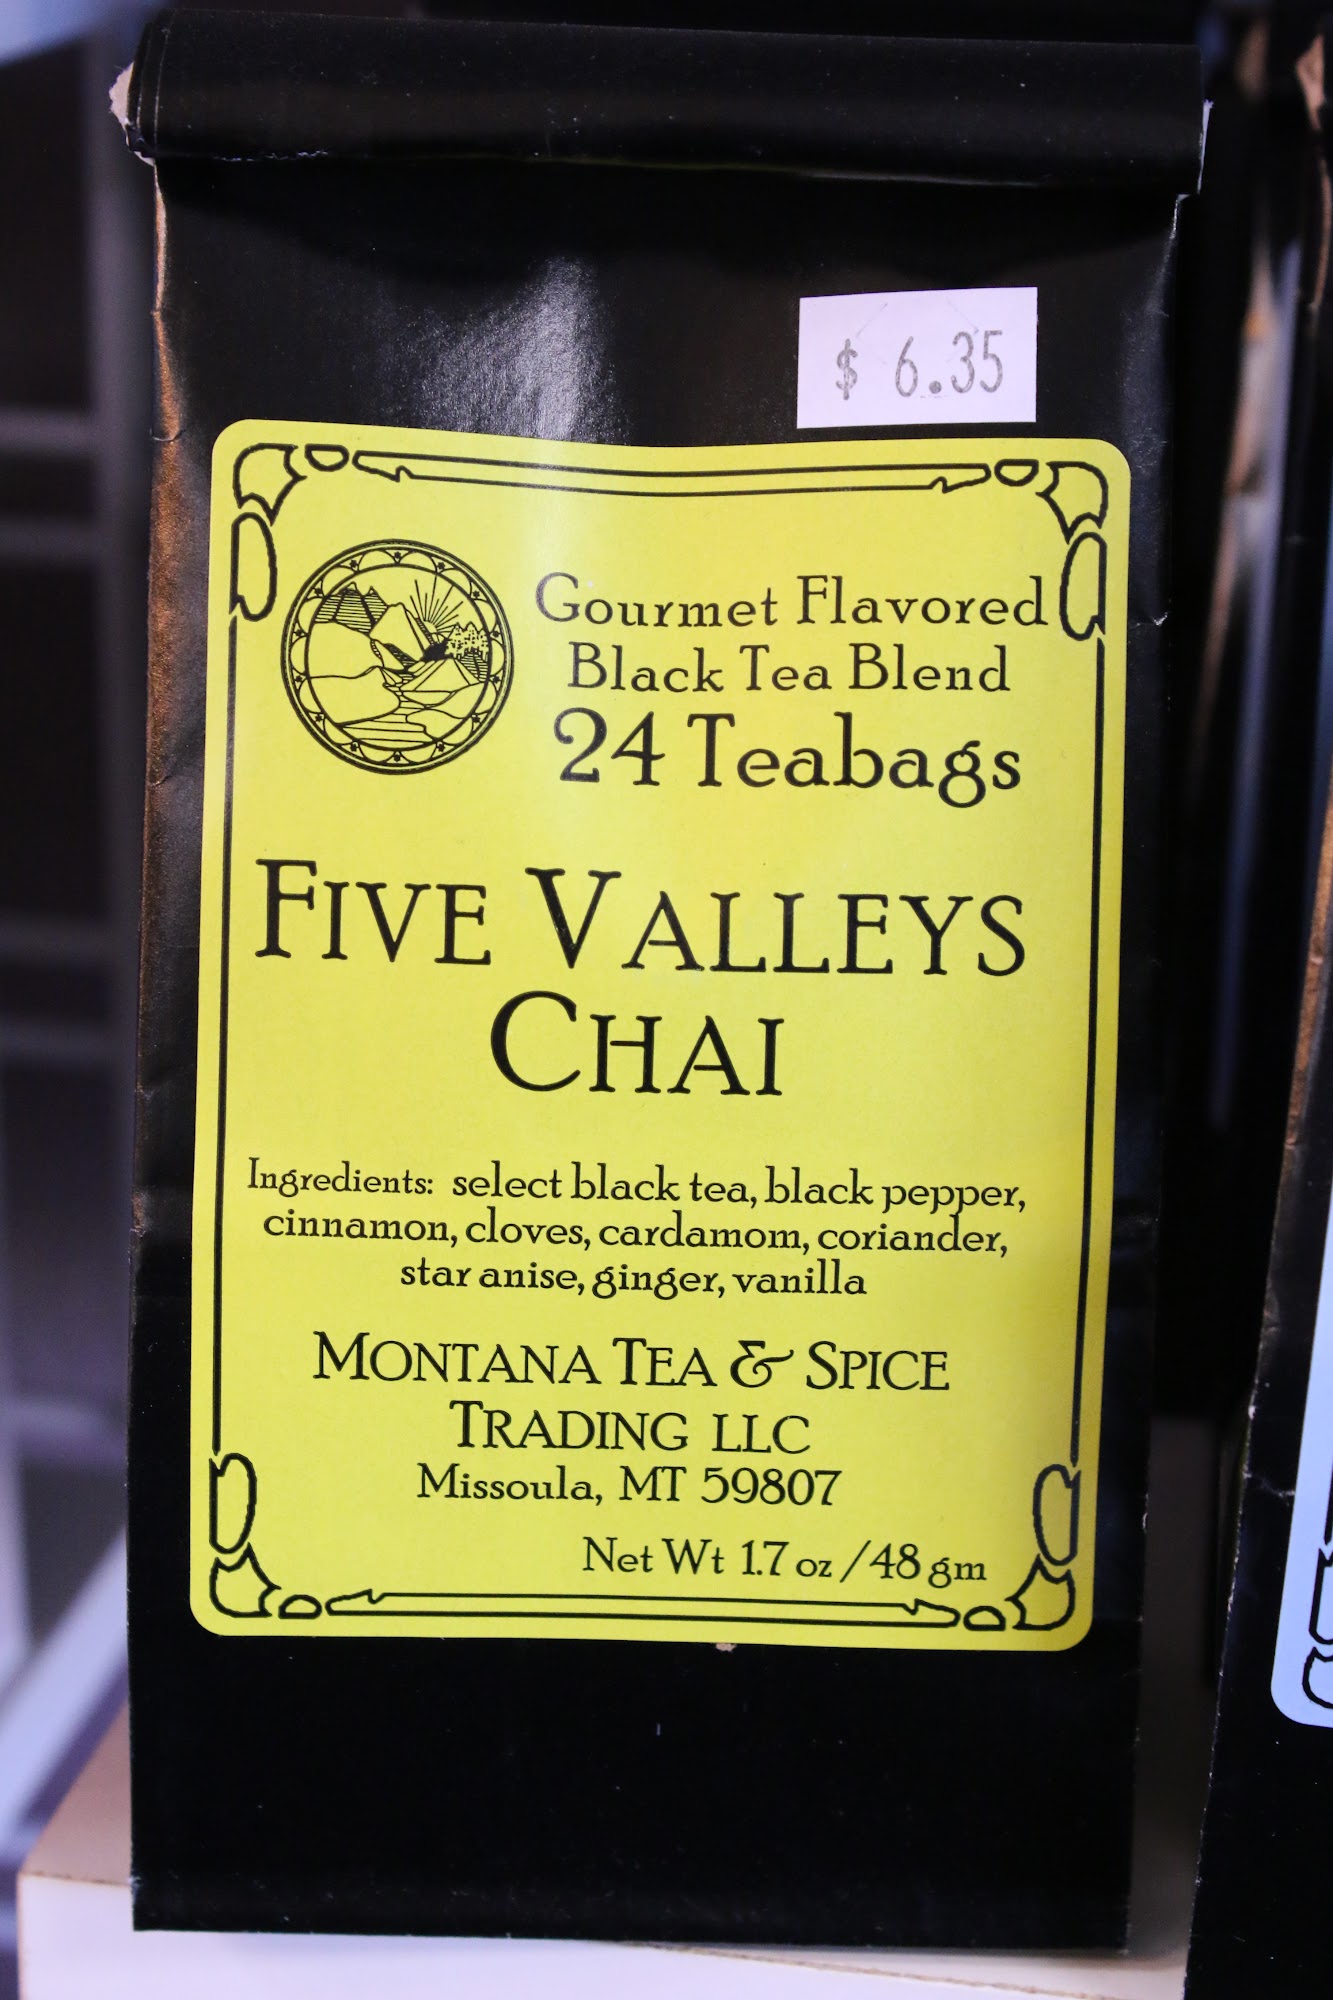 $ 6.35
Gourmet Flavored
Black Tea Blend
24 Teabags
FIVE VALLEYS
CHAI
Ingredients: select black tea, black pepper,
cinnamon, cloves, cardamom, coriander,
star anise, ginger, vanilla
MONTANA TEA & SPICE
TRADING LLC
Missoula, MT 59807
Net Wt 1.7 oz / 48 gm